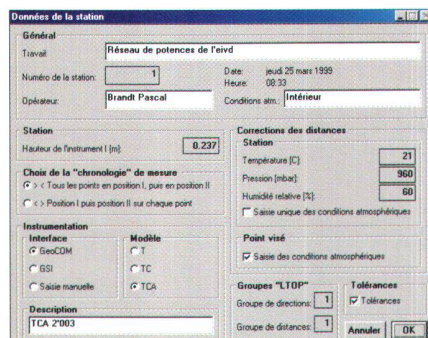 Données de la station
Général
Travail: Réseau de potences de l'eivd
Numéro de la station: 1
Date: jeudi 25 mars 1999
Heure: 08:33
Opérateur: Brandt Pascal
Conditions atm.: Intérieur
Station
Hauteur de l'instrument I [m]: 0.237
Choix de la "chronologie" de mesure
> < Tous les points en position I, puis en position II
< > Position I puis position II sur chaque point
Corrections des distances
Station
Température [C]: 21
Pression [mbar]: 960
Humidité relative [%]: 60
Saisie unique des conditions atmosphériques
Point visé
Saisie des conditions atmosphériques
Instrumentation
Interface
GeoCOM
GSI
Saisie manuelle
Modèle
T
TC
TCA
Description
TCA 2'003
Groupes "LTOP"
Groupe de directions: 1
Groupe de distances: 1
Tolérances
Tolérances
Annuler
OK